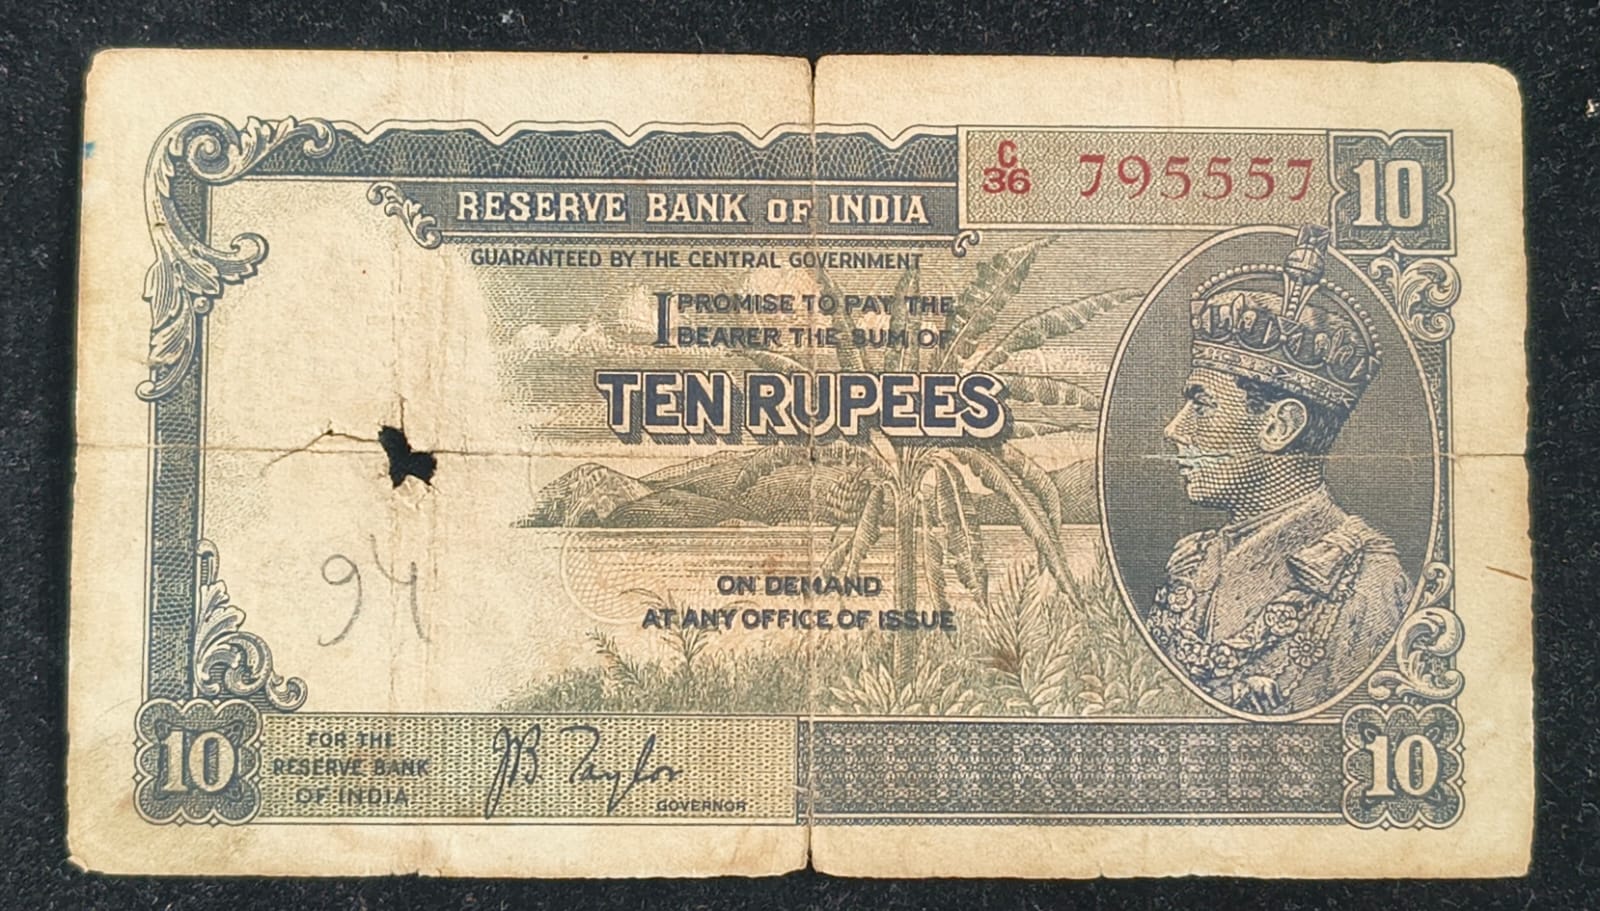 C
36 795557 10
RESERVE BANK OF INDIA
GUARANTEED BY THE CENTRAL GOVERNMENT
I PROMISE TO PAY THE
BEARER THE SUM OF
TEN RUPEES
ON DEMAND
AT ANY OFFICE OF ISSUE
94
10
FOR THE
RESERVE BANK
OF INDIA
JB Taylor
GOVERNOR
RUPEES
10